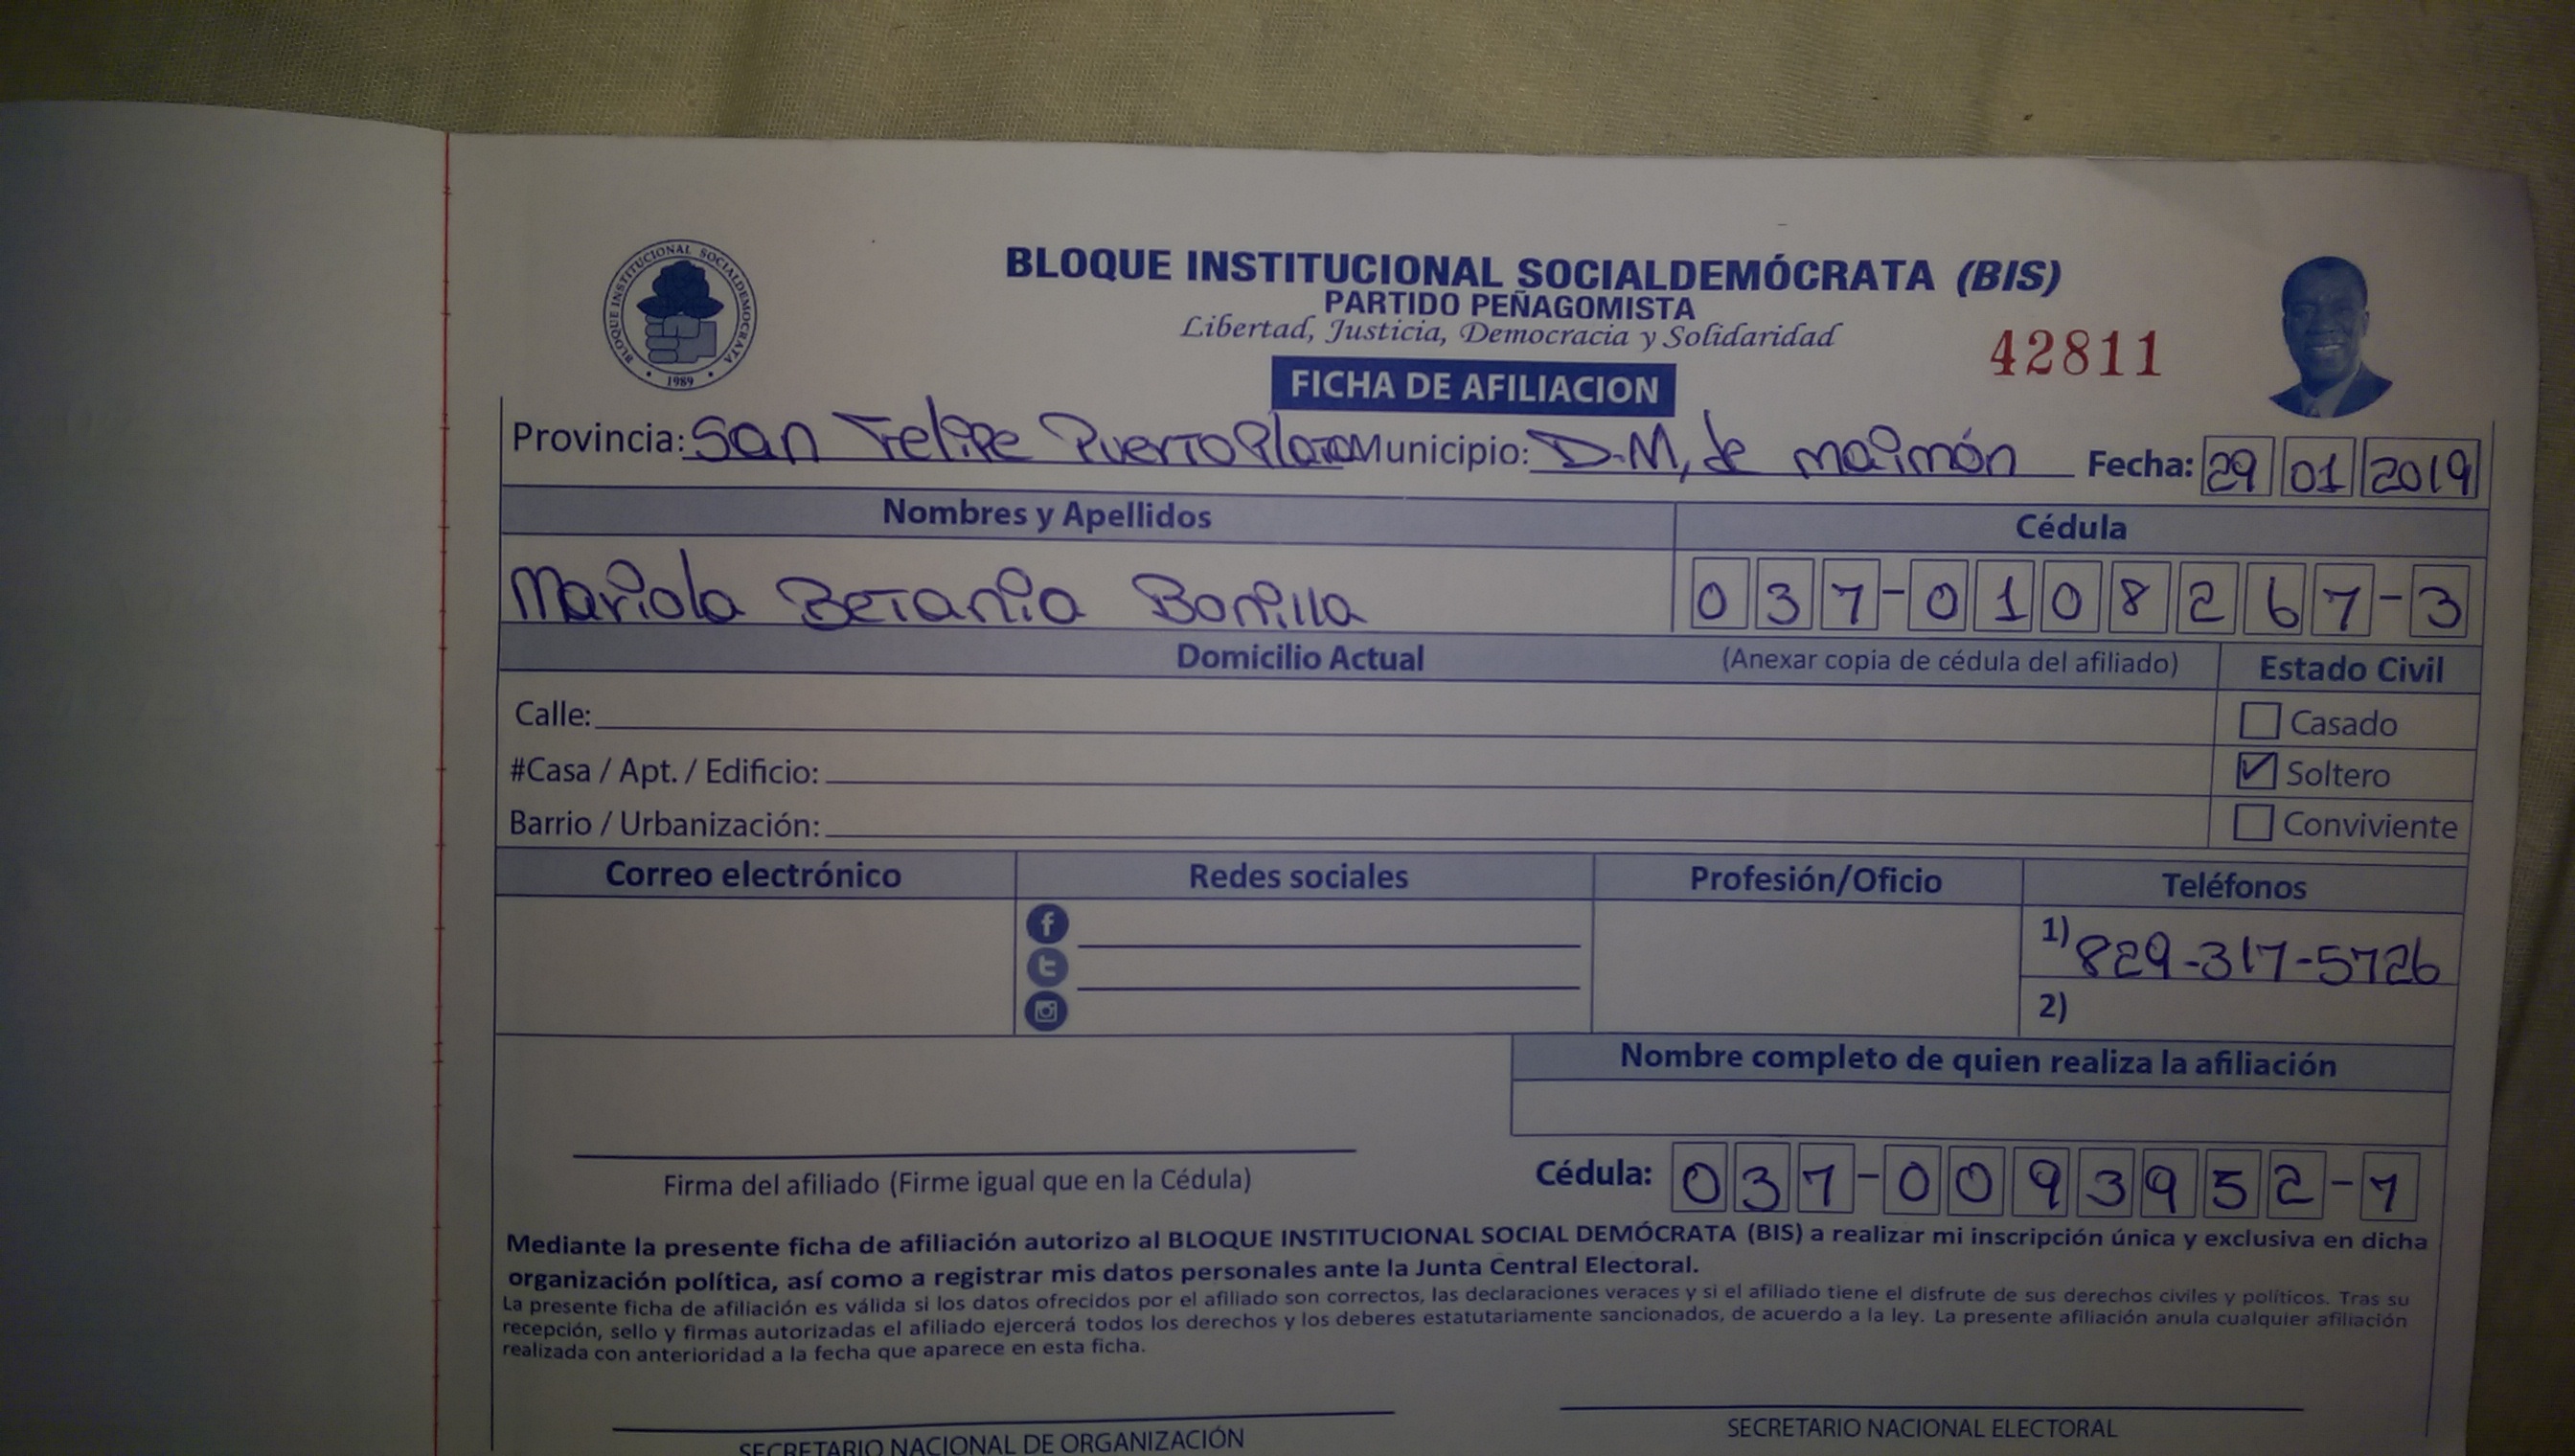 BLOQUE INSTITUCIONAL SOCIALDEMOCRATA
1989
BLOQUE INSTITUCIONAL SOCIALDEMÓCRATA (BIS)
PARTIDO PEÑAGOMISTA
Libertad, Justicia, Democracia y Solidaridad
42811
FICHA DE AFILIACION
Provincia: San Felipe Puerto Plata Municipio: D.M, de maimón Fecha: 29 01 2019
Nombres y Apellidos Cédula
Mariola Betania Bonilla 037-0108267-3
Domicilio Actual (Anexar copia de cédula del afiliado) Estado Civil
Calle: Casado
#Casa / Apt. / Edificio: Soltero
Barrio / Urbanización: Conviviente
Correo electrónico Redes sociales Profesión/Oficio Teléfonos
1) 829-317-5726
2)
Nombre completo de quien realiza la afiliación
Firma del afiliado (Firme igual que en la Cédula) Cédula: 037-0093952-7
Mediante la presente ficha de afiliación autorizo al BLOQUE INSTITUCIONAL SOCIAL DEMÓCRATA (BIS) a realizar mi inscripción única y exclusiva en dicha
organización política, así como a registrar mis datos personales ante la Junta Central Electoral.
La presente ficha de afiliación es válida si los datos ofrecidos por el afiliado son correctos, las declaraciones veraces y si el afiliado tiene el disfrute de sus derechos civiles y políticos. Tras su
recepción, sello y firmas autorizadas el afiliado ejercerá todos los derechos y los deberes estatutariamente sancionados, de acuerdo a la ley. La presente afiliación anula cualquier afiliación
realizada con anterioridad a la fecha que aparece en esta ficha.
SECRETARIO NACIONAL DE ORGANIZACIÓN SECRETARIO NACIONAL ELECTORAL